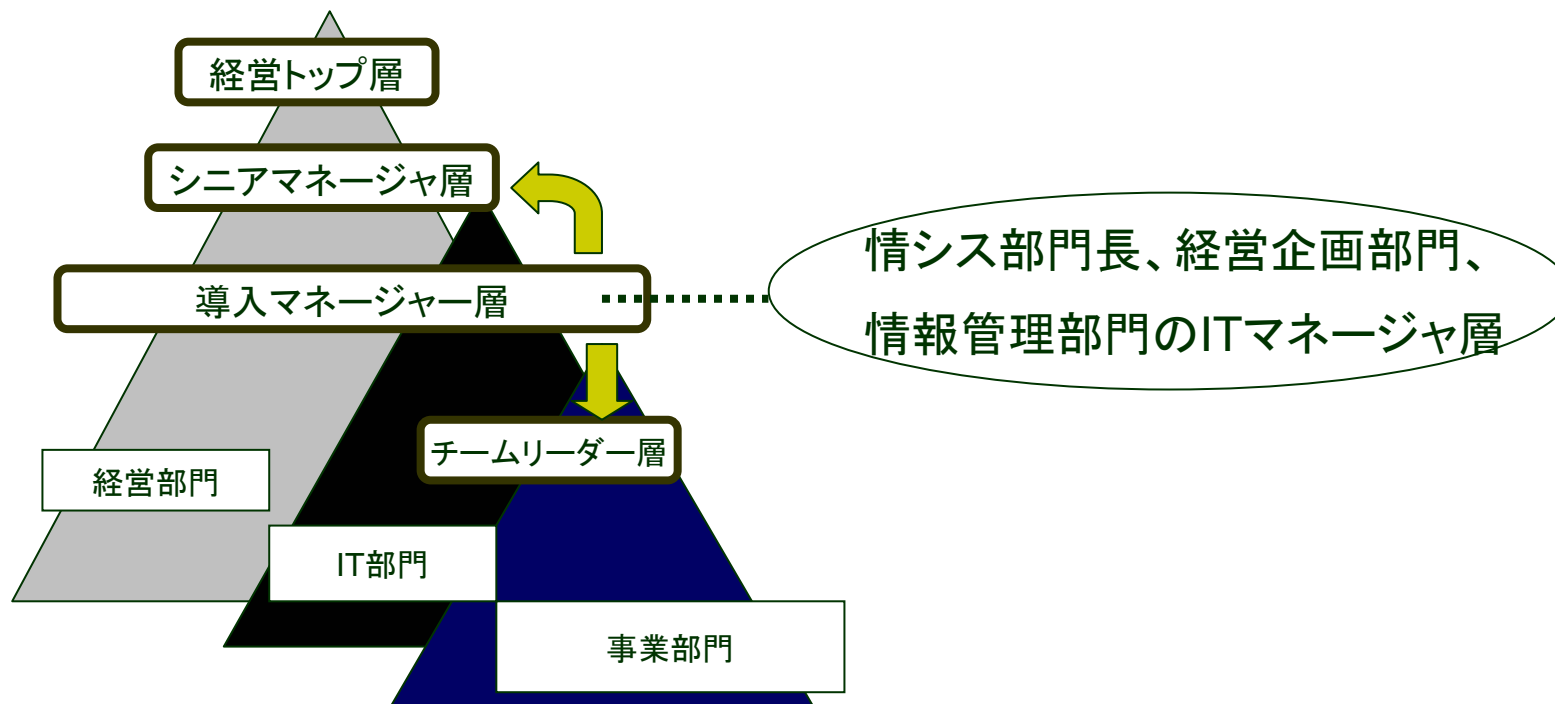 経営トップ層
シニアマネージャ層
導入マネージャー層
情シス部門長、経営企画部門、
情報管理部門のITマネージャ層
チームリーダー層
経営部門
IT部門
事業部門